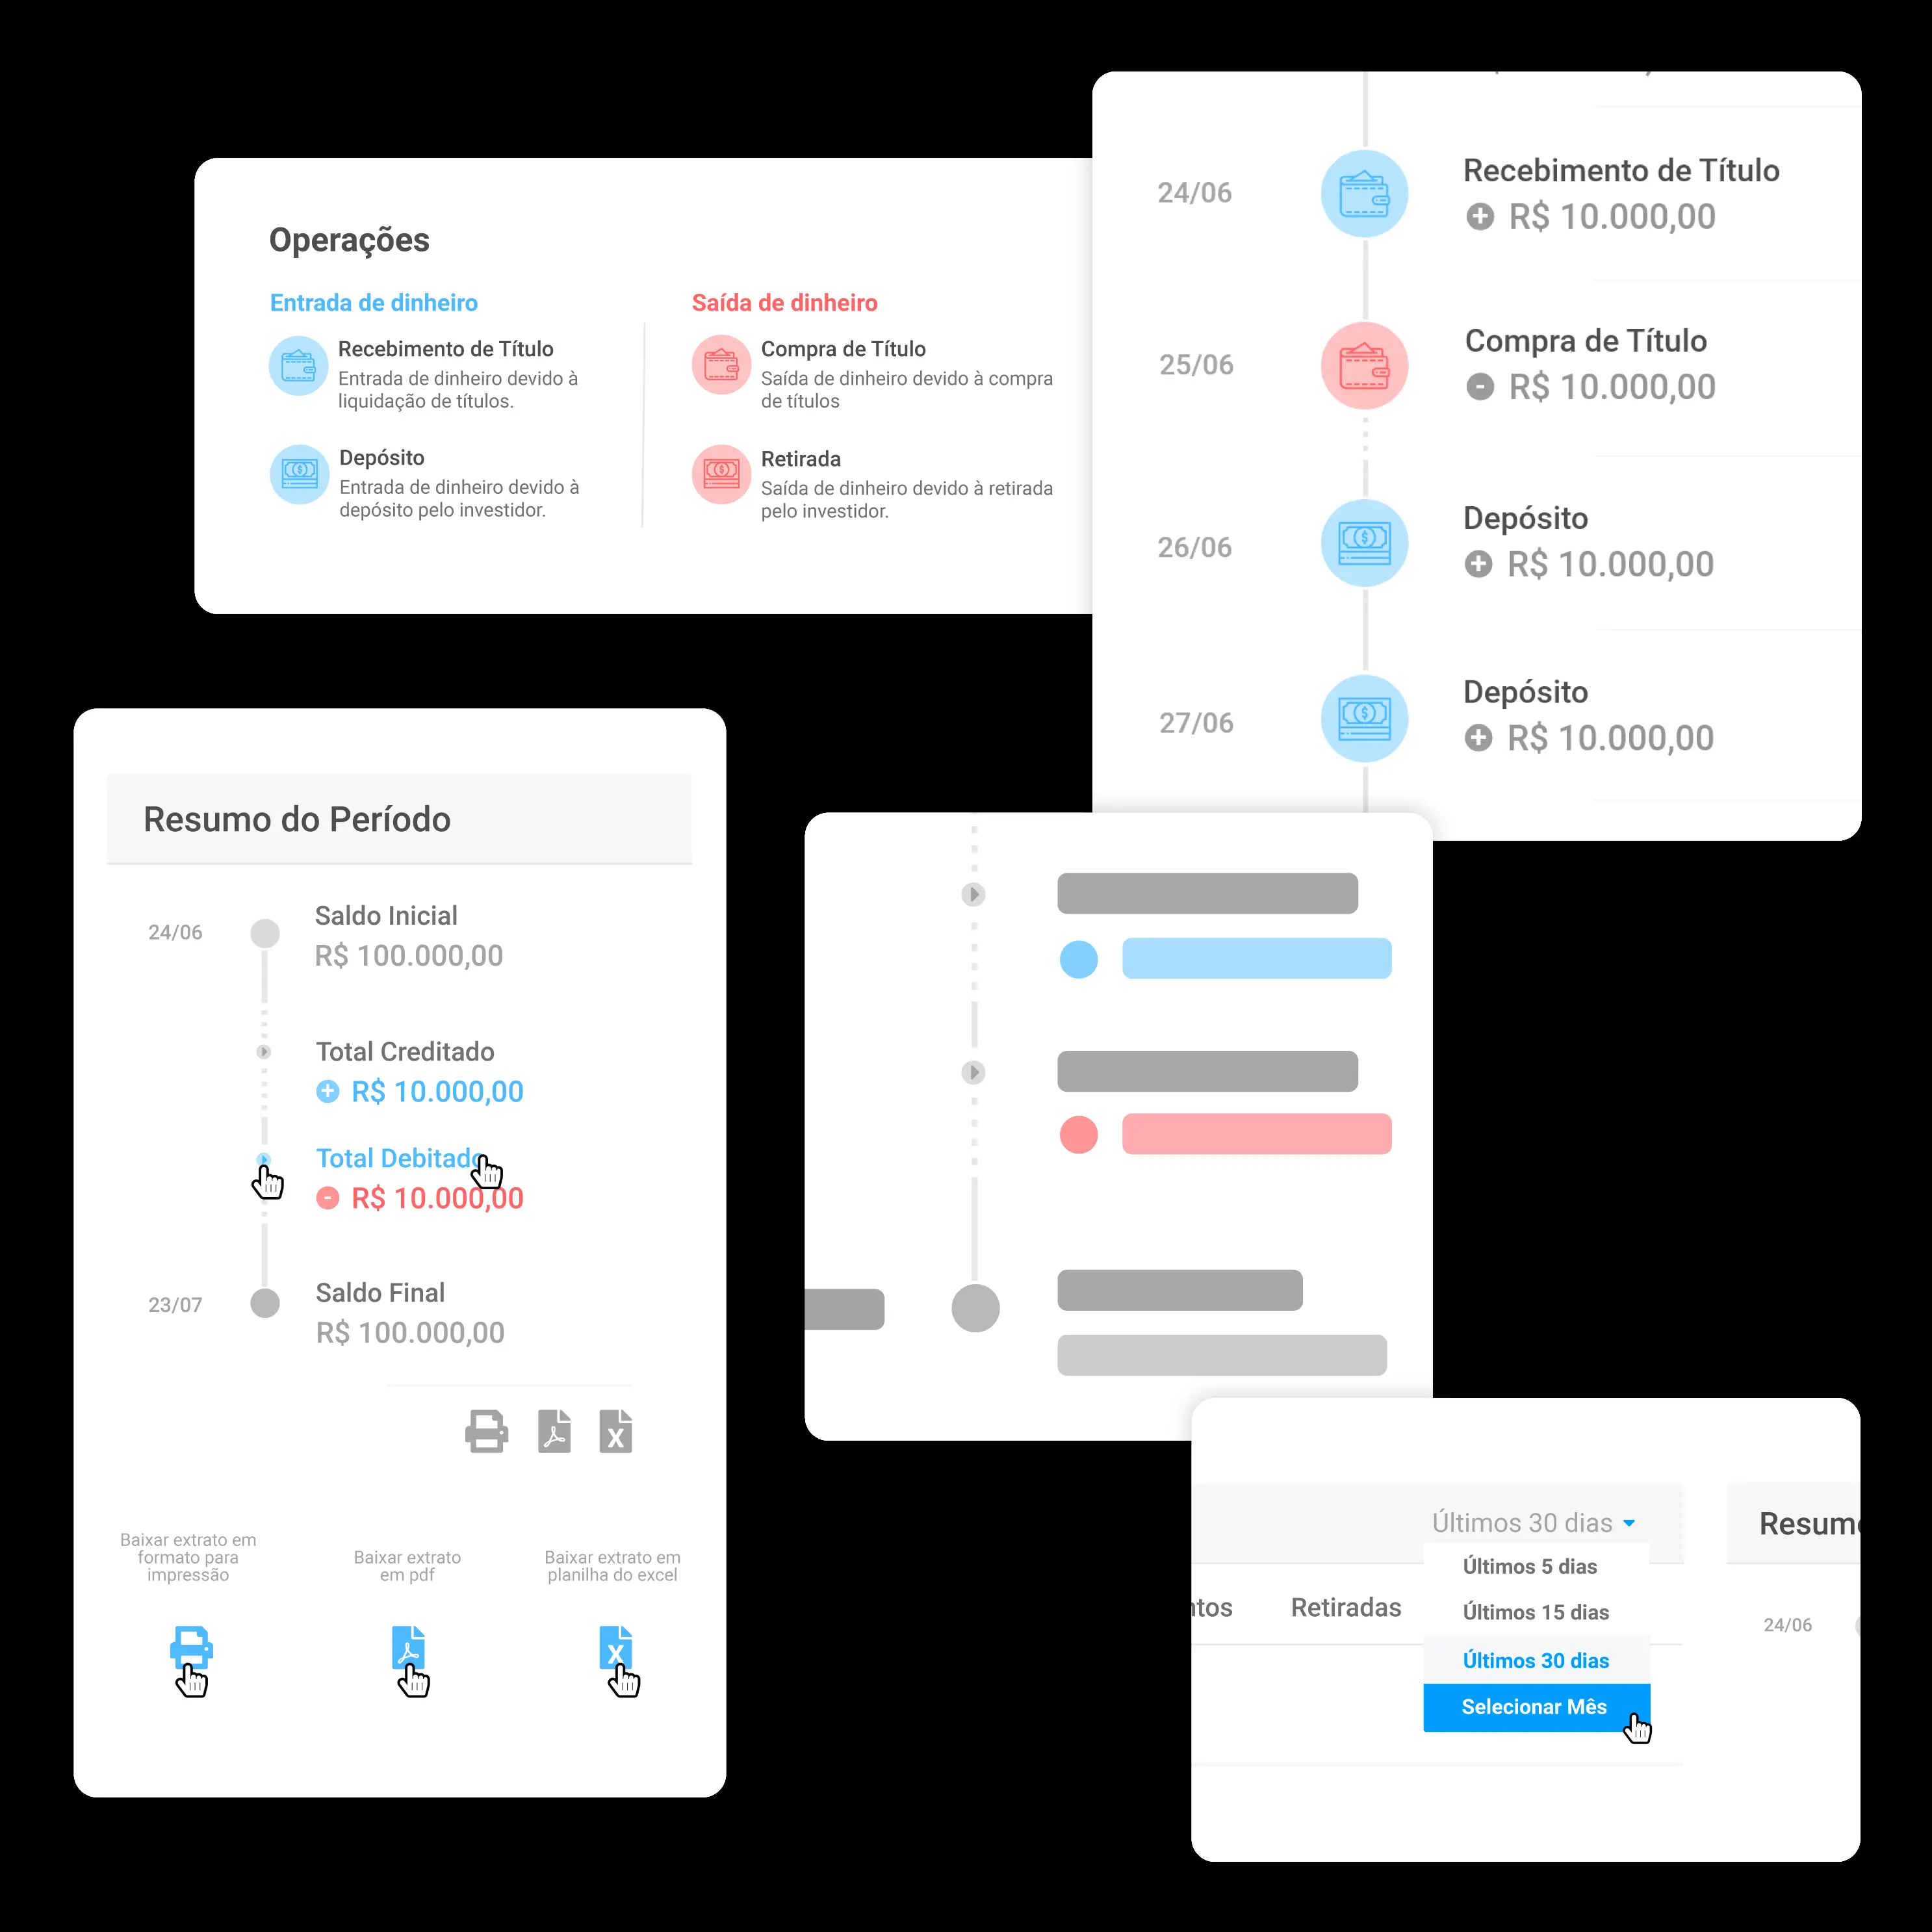 Operações
Entrada de dinheiro
Recebimento de Título
Entrada de dinheiro devido à
liquidação de títulos.
Depósito
Entrada de dinheiro devido à
depósito pelo investidor.
Saída de dinheiro
Compra de Título
Saída de dinheiro devido à compra
de títulos
Retirada
Saída de dinheiro devido à retirada
pelo investidor.
24/06
Recebimento de Título
+ R$ 10.000,00
25/06
Compra de Título
- R$ 10.000,00
26/06
Depósito
+ R$ 10.000,00
27/06
Depósito
+ R$ 10.000,00
Resumo do Período
24/06
Saldo Inicial
R$ 100.000,00
Total Creditado
+ R$ 10.000,00
Total Debitado
- R$ 10.000,00
23/07
Saldo Final
R$ 100.000,00
Baixar extrato em
formato para
impressão
Baixar extrato
em pdf
Baixar extrato em
planilha do excel
Últimos 30 dias
Últimos 5 dias
Últimos 15 dias
Últimos 30 dias
Selecionar Mês
ntos
Retiradas
Resumo
24/06